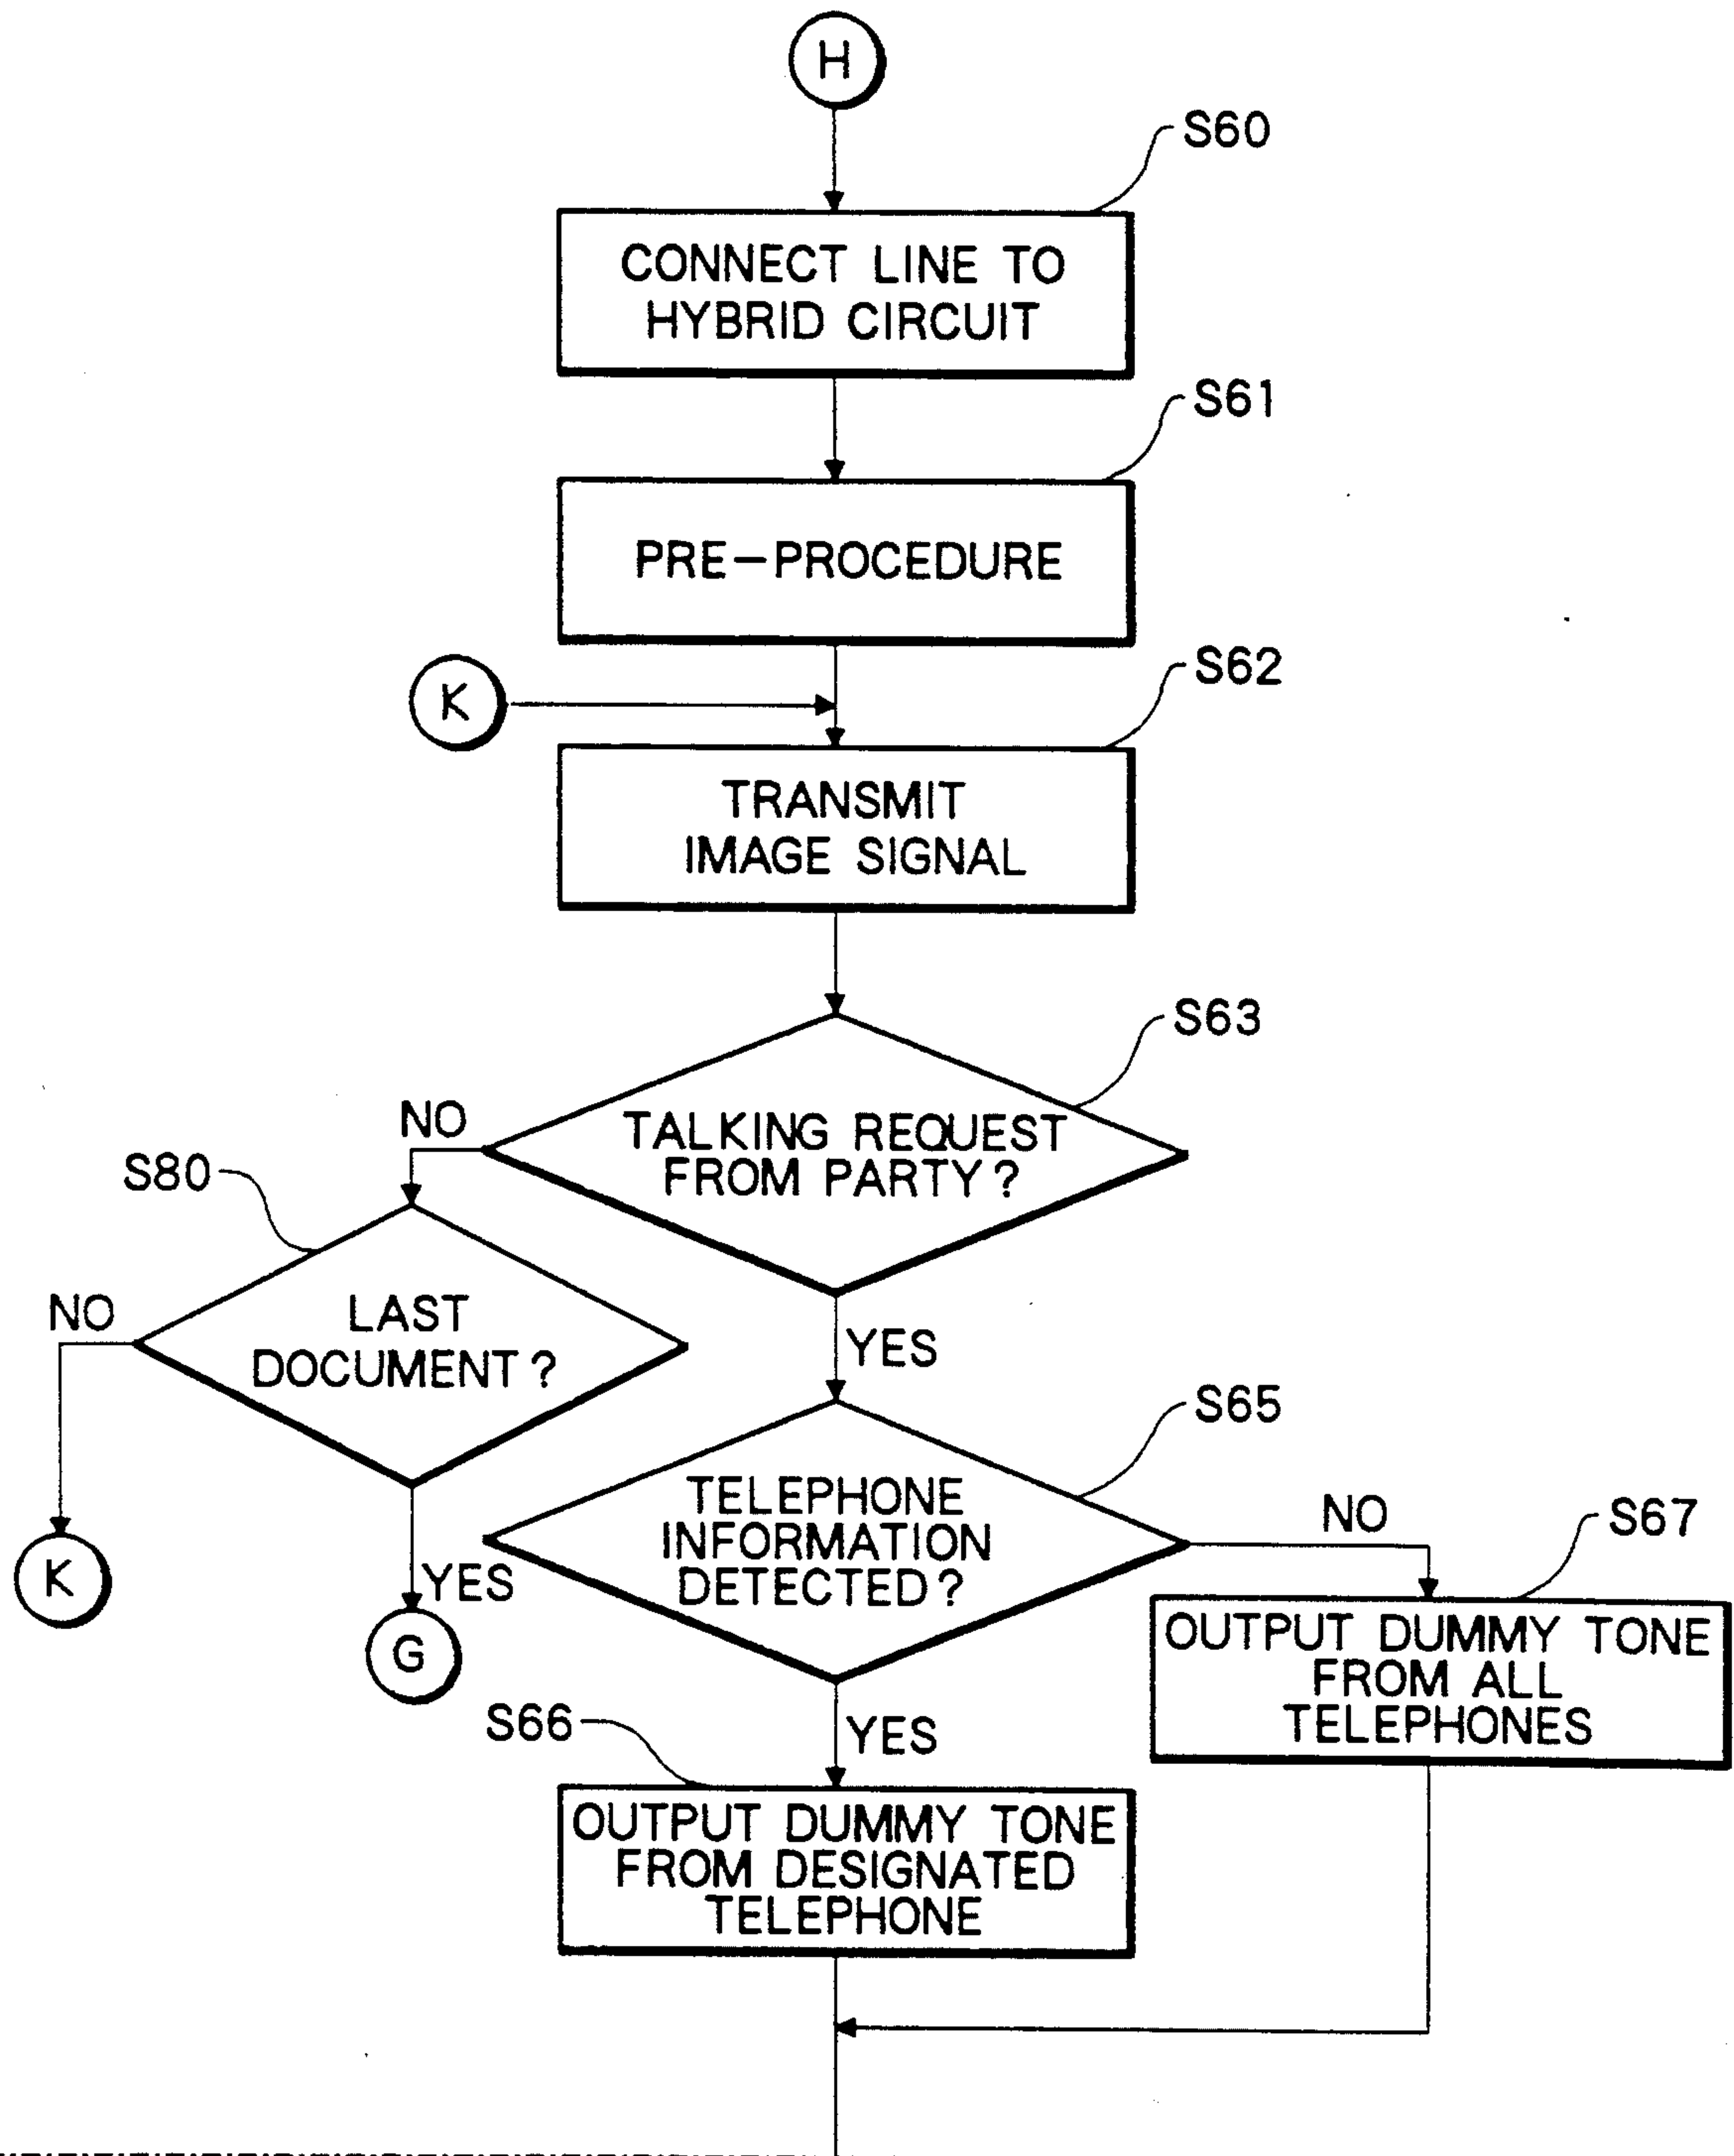 H
S60
CONNECT LINE TO
HYBRID CIRCUIT
S61
PRE-PROCEDURE
K
S62
TRANSMIT
IMAGE SIGNAL
S63
TALKING REQUEST
FROM PARTY?
NO
S80
LAST
DOCUMENT?
NO
K
YES
G
YES
S65
TELEPHONE
INFORMATION
DETECTED?
NO
S67
OUTPUT DUMMY TONE
FROM ALL
TELEPHONES
YES
S66
OUTPUT DUMMY TONE
FROM DESIGNATED
TELEPHONE